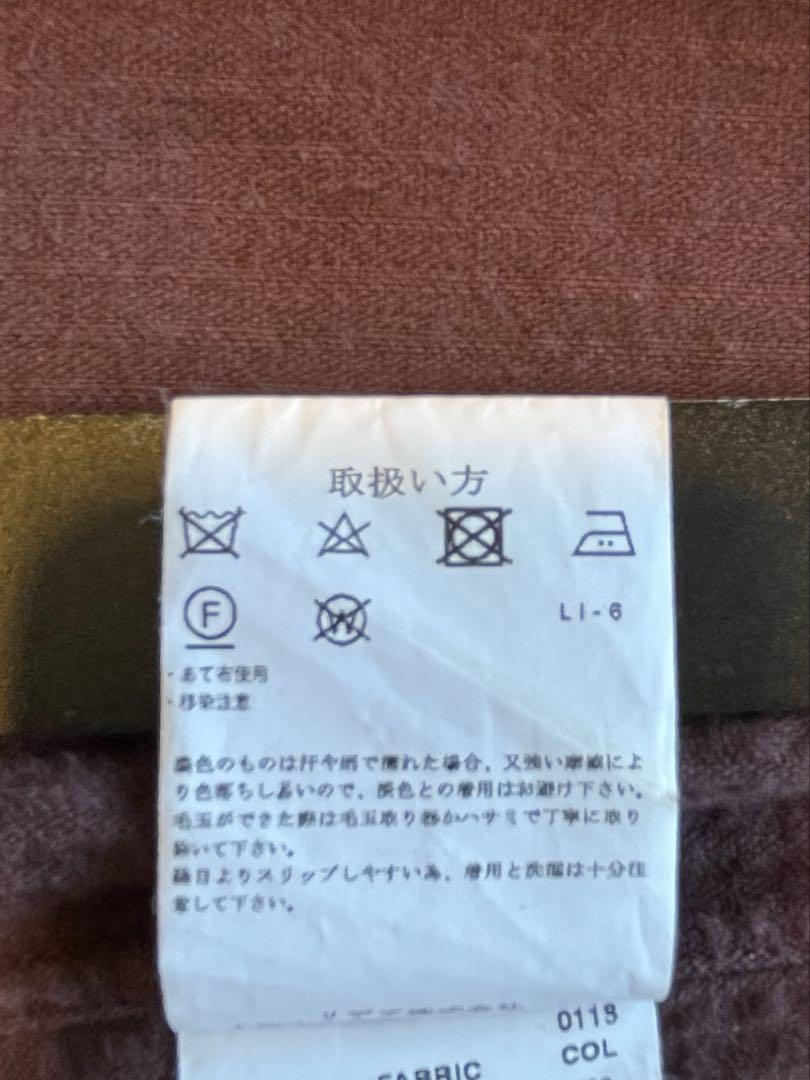 取扱い方
F
W
LI-6
・あて布使用
・移染注意
濃色のものは汗や雨で濡れた場合、又強い摩擦によ
り色落ちし易いので、淡色との着用はお避け下さい。
毛玉ができた際は毛玉取り器かハサミで丁寧に取り
除いて下さい。
縫目よりスリップしやすい為、着用と洗濯は十分注
意して下さい。
0113
FABRIC COL